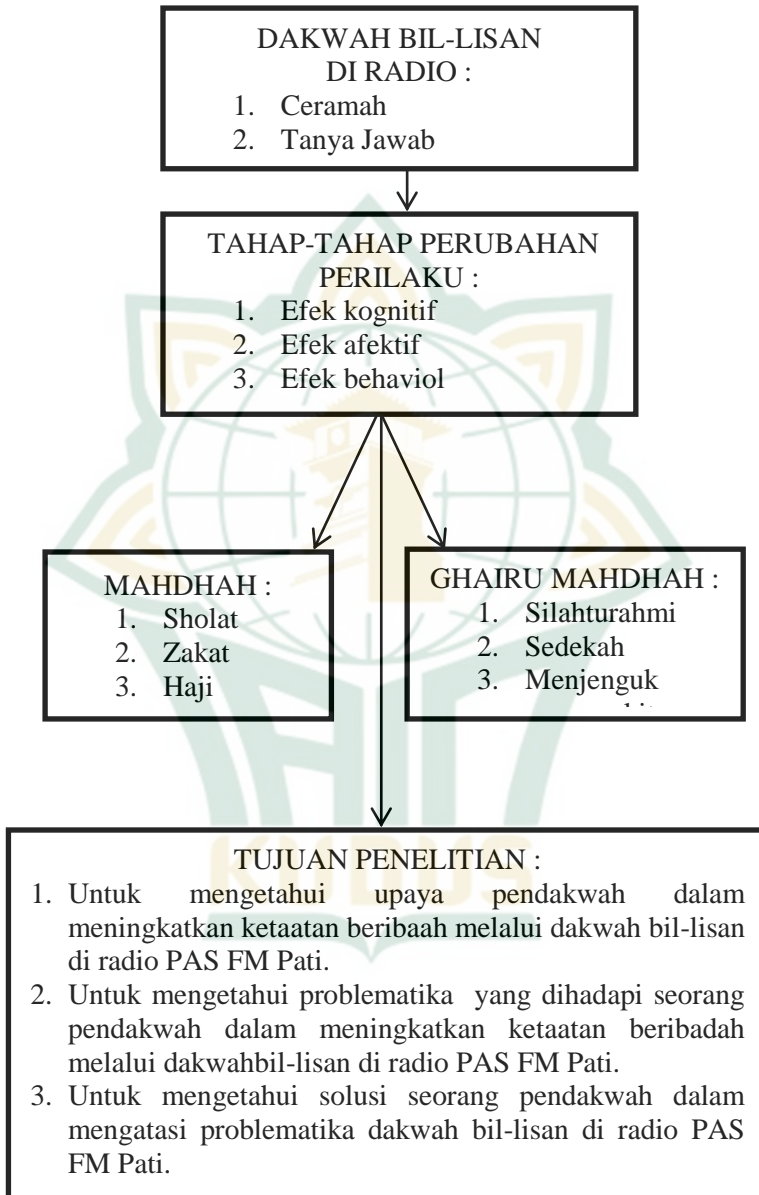 DAKWAH BIL-LISAN
DI RADIO :
1. Ceramah
2. Tanya Jawab
TAHAP-TAHAP PERUBAHAN
PERILAKU :
1. Efek kognitif
2. Efek afektif
3. Efek behaviol
MAHDHAH :
1. Sholat
2. Zakat
3. Haji
GHAIRU MAHDHAH :
1. Silahturahmi
2. Sedekah
3. Menjenguk
KUDUS
TUJUAN PENELITIAN :
1. Untuk mengetahui upaya pendakwah dalam
meningkatkan ketaatan beribaah melalui dakwah bil-lisan
di radio PAS FM Pati.
2. Untuk mengetahui problematika yang dihadapi seorang
pendakwah dalam meningkatkan ketaatan beribadah
melalui dakwahbil-lisan di radio PAS FM Pati.
3. Untuk mengetahui solusi seorang pendakwah dalam
mengatasi problematika dakwah bil-lisan di radio PAS
FM Pati.